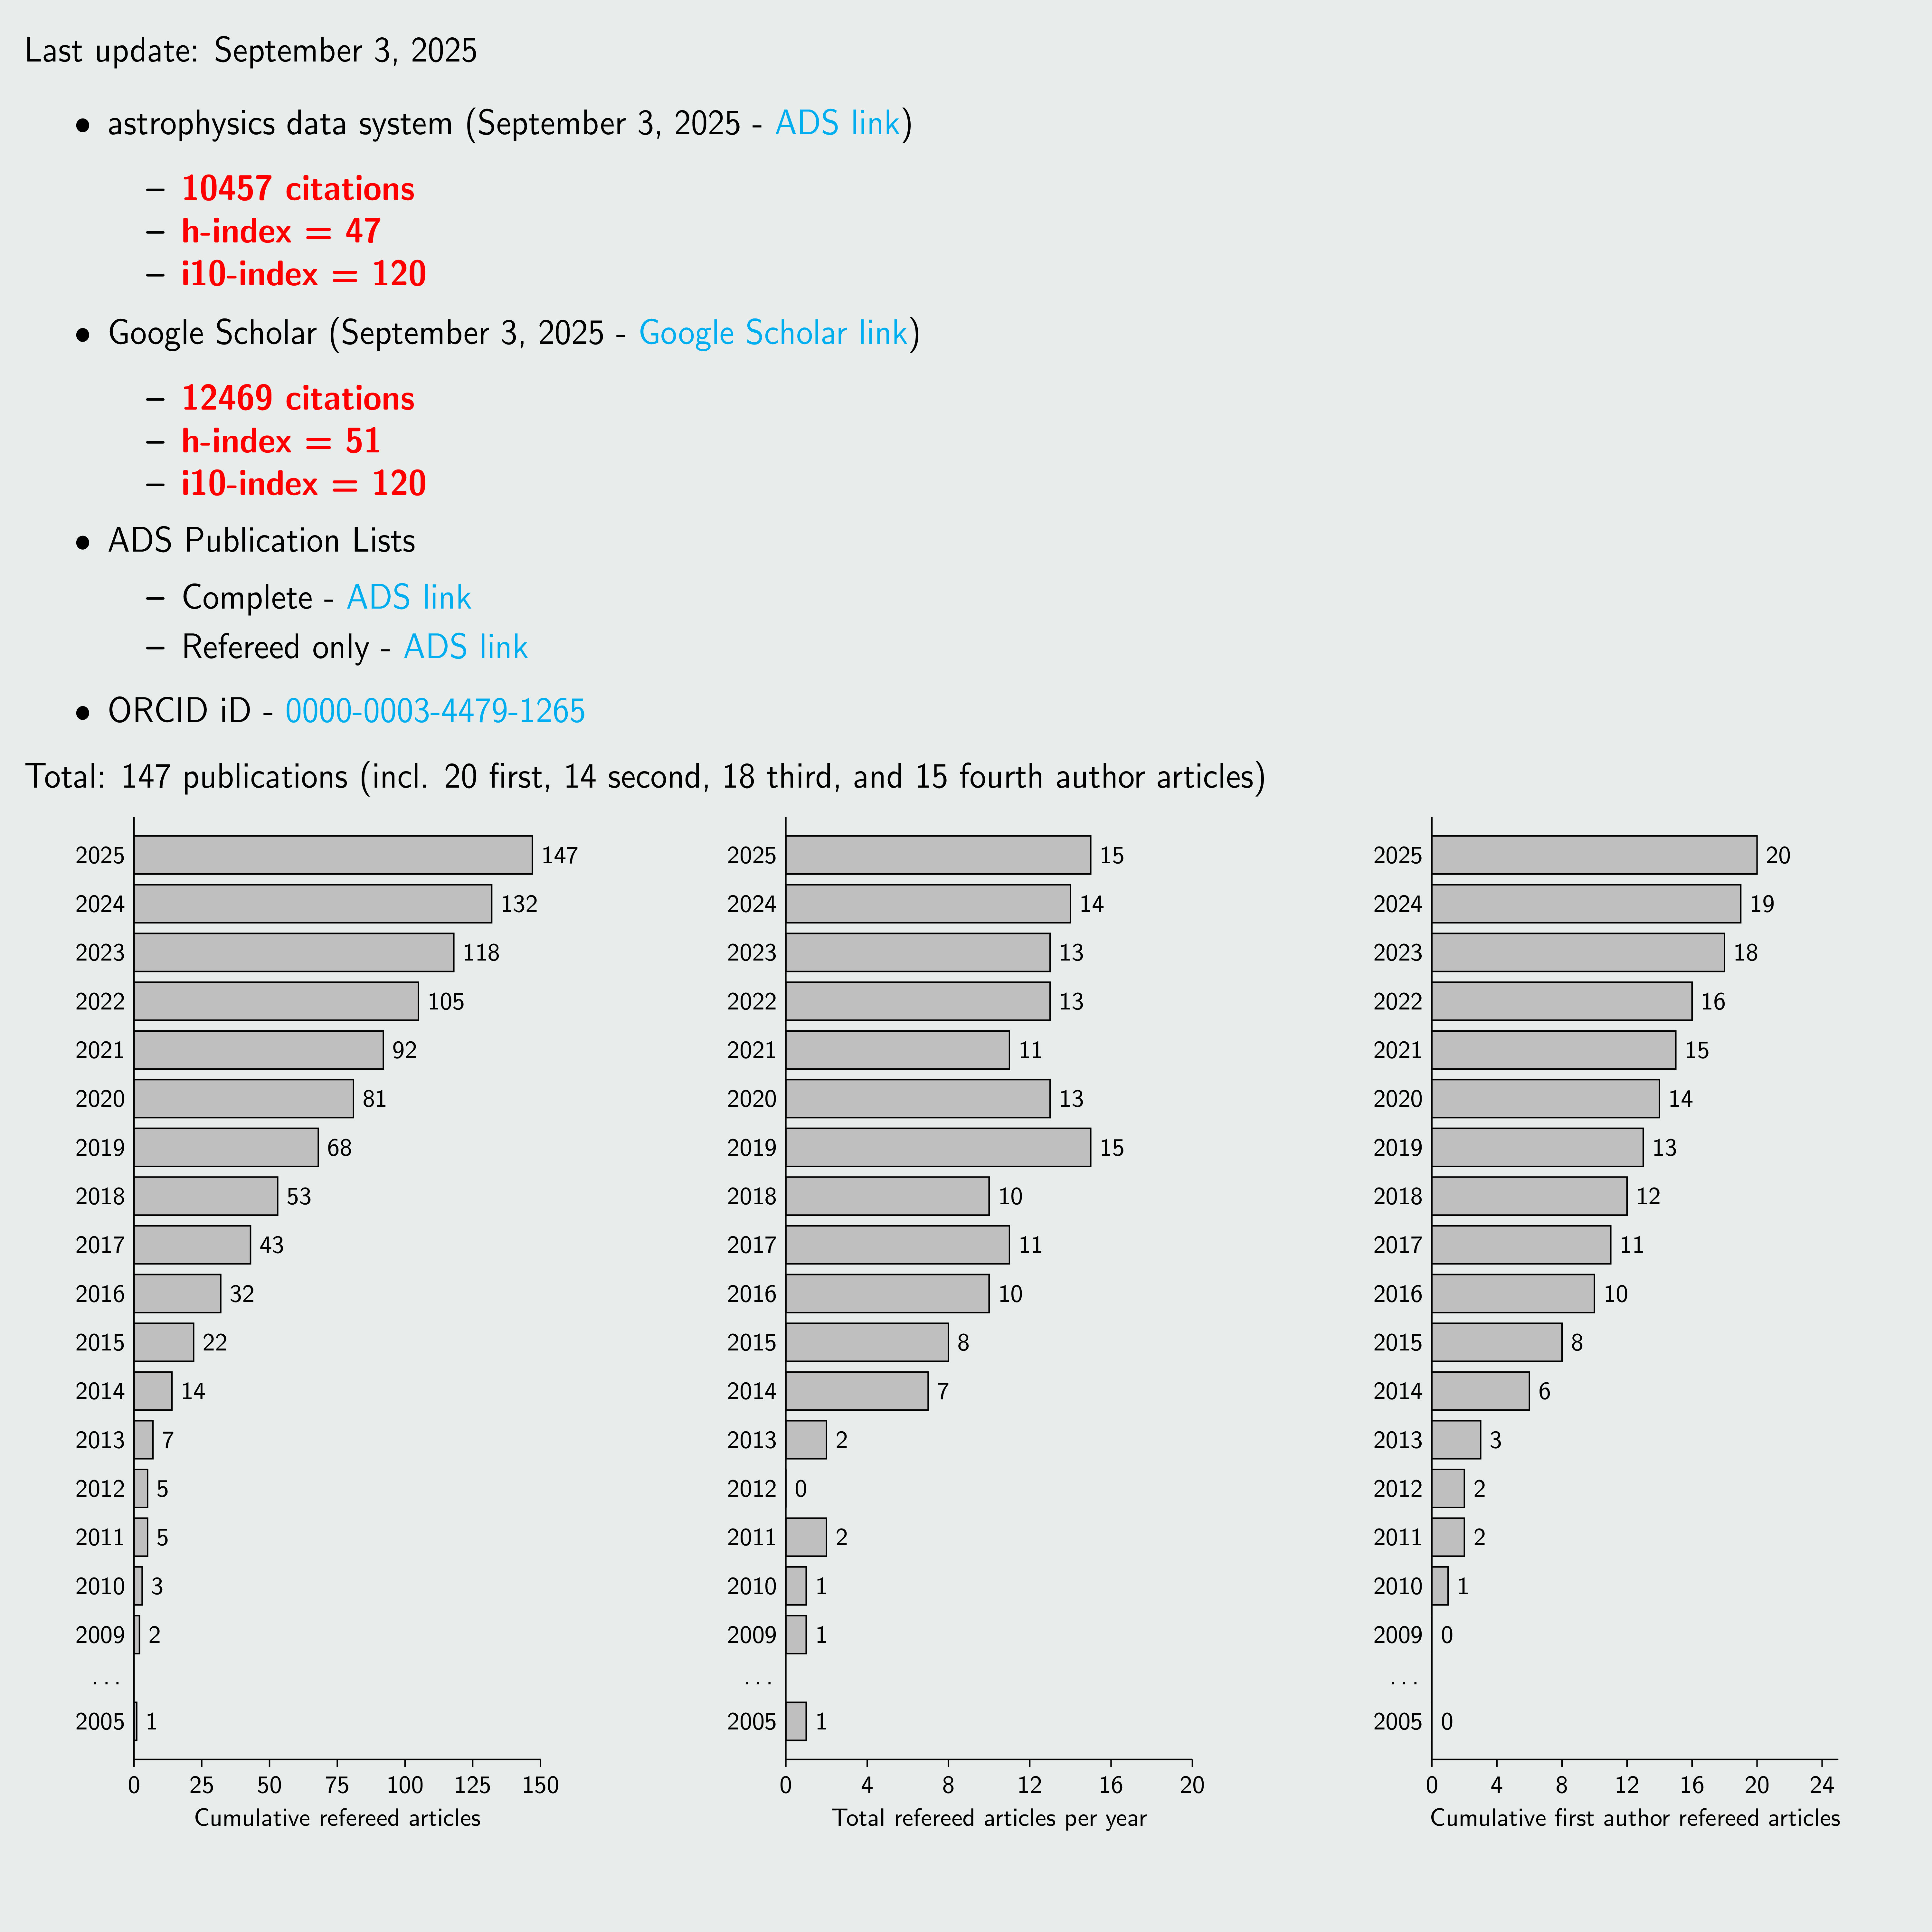 Last update: September 3, 2025
• astrophysics data system (September 3, 2025 - ADS link)
– 10457 citations
– h-index = 47
– i10-index = 120
• Google Scholar (September 3, 2025 - Google Scholar link)
– 12469 citations
– h-index = 51
– i10-index = 120
• ADS Publication Lists
– Complete - ADS link
– Refereed only - ADS link
• ORCID iD - 0000-0003-4479-1265
Total: 147 publications (incl. 20 first, 14 second, 18 third, and 15 fourth author articles)
2025 147
2024 132
2023 118
2022 105
2021 92
2020 81
2019 68
2018 53
2017 43
2016 32
2015 22
2014 14
2013 7
2012 5
2011 5
2010 3
2009 2
...
2005 1
0 25 50 75 100 125 150
Cumulative refereed articles
2025 15
2024 14
2023 13
2022 13
2021 11
2020 13
2019 15
2018 10
2017 11
2016 10
2015 8
2014 7
2013 2
2012 0
2011 2
2010 1
2009 1
...
2005 1
0 4 8 12 16 20
Total refereed articles per year
2025 20
2024 19
2023 18
2022 16
2021 15
2020 14
2019 13
2018 12
2017 11
2016 10
2015 8
2014 6
2013 3
2012 2
2011 2
2010 1
2009 0
...
2005 0
0 4 8 12 16 20 24
Cumulative first author refereed articles